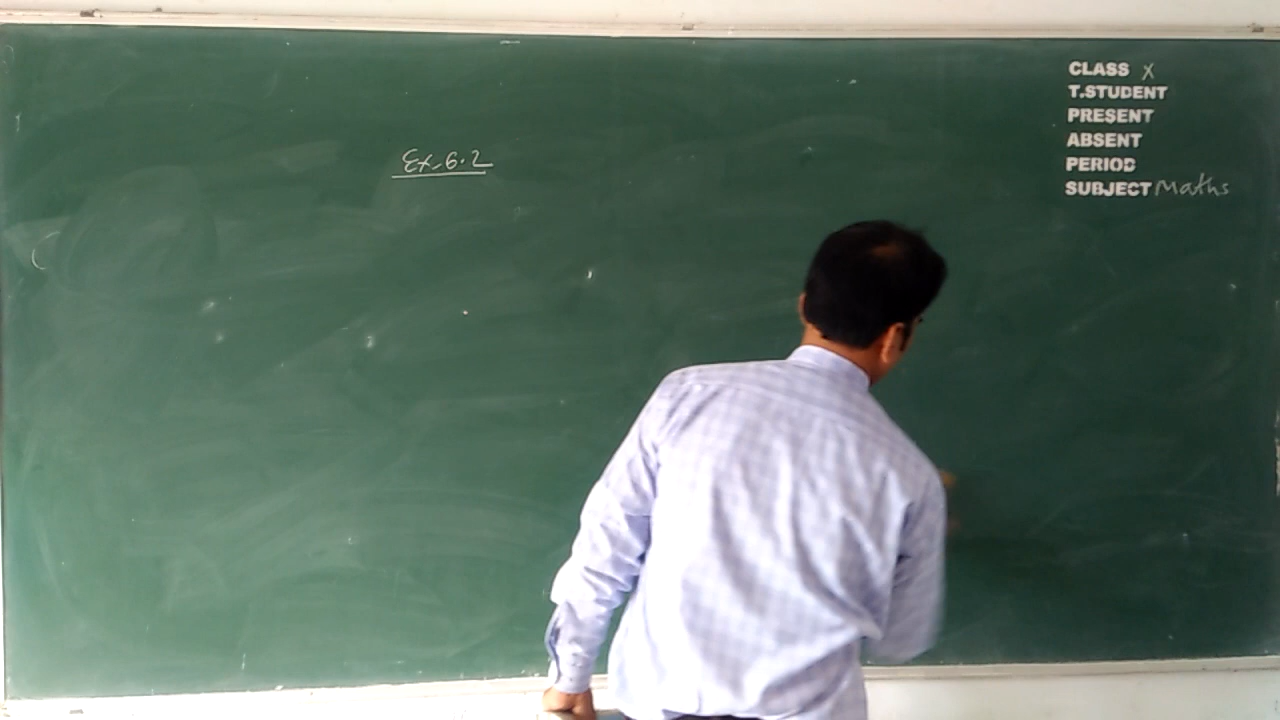 Ex-6.2
CLASS X
T.STUDENT
PRESENT
ABSENT
PERIOD
SUBJECT Maths